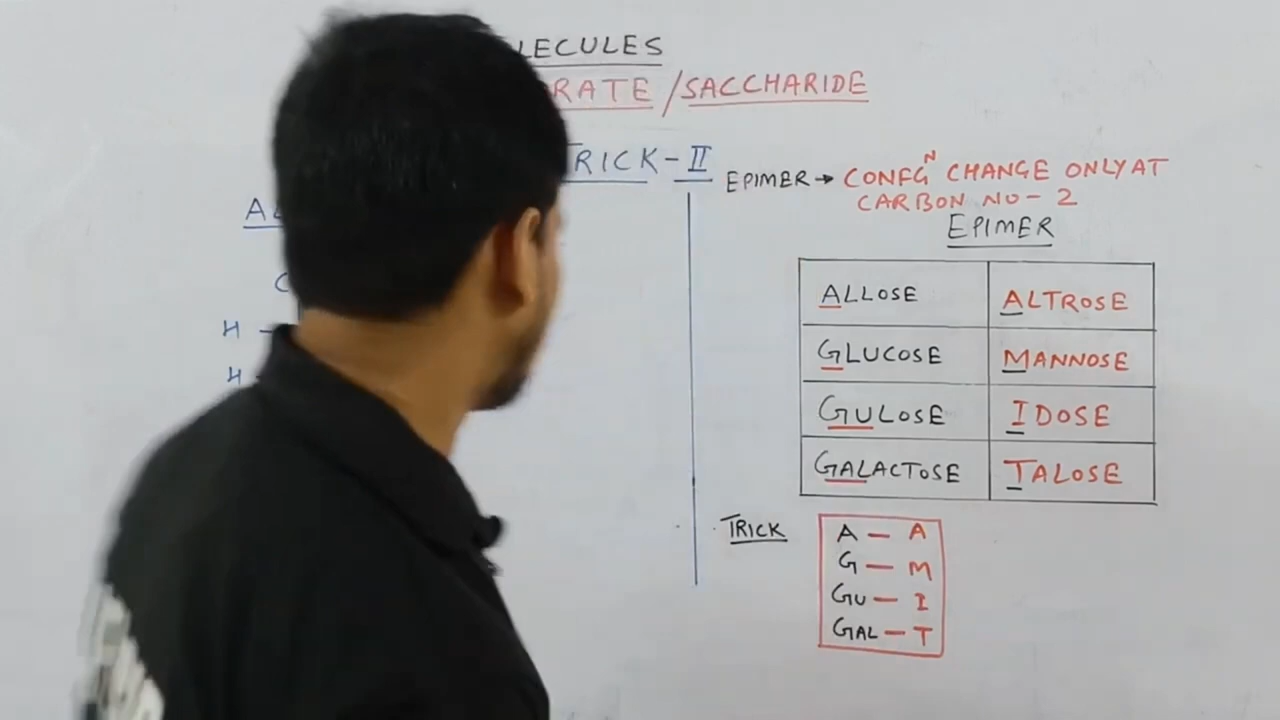 LECULES
RATE / SACCHARIDE
TRICK - II
EPIMER → CONFGᴺ CHANGE ONLY AT
CARBON NO - 2
EPIMER
ALLOSE ALTROSE
GLUCOSE MANNOSE
GULOSE IDOSE
GALACTOSE TALOSE
TRICK
A — A
G — M
GU — I
GAL — T
A
C
H —
H